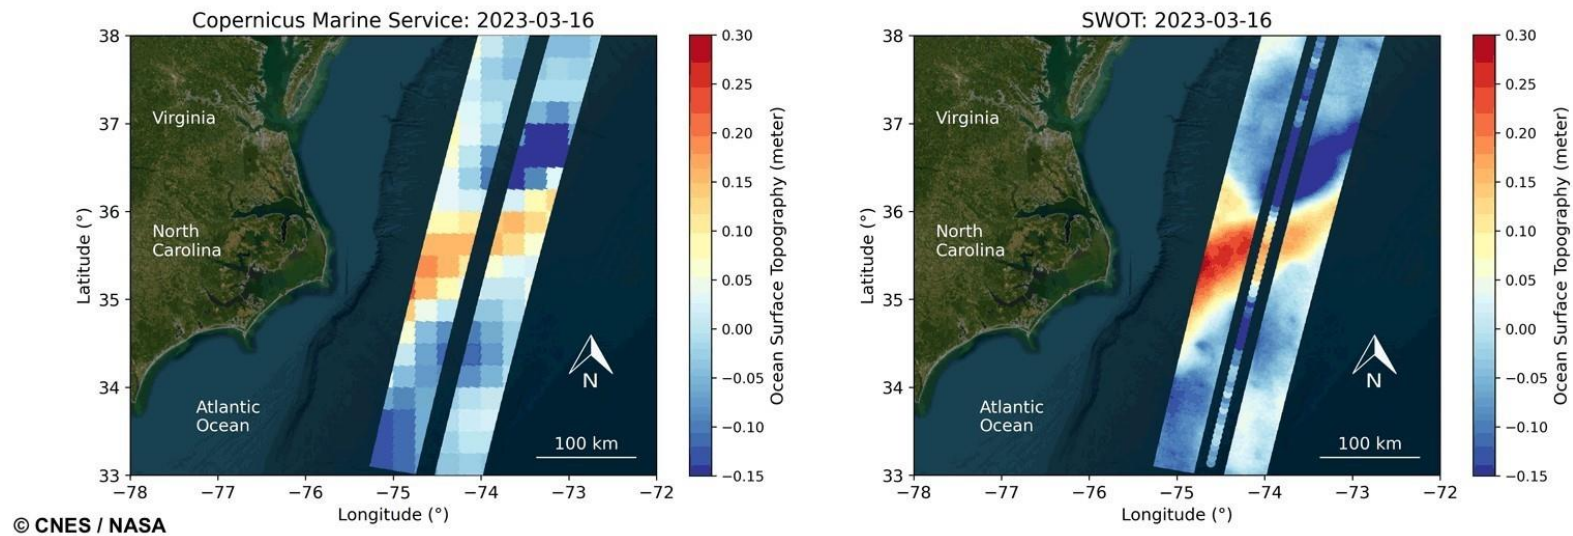 Copernicus Marine Service: 2023-03-16
38
37
36
35
34
33
Latitude (°)
Virginia
North
Carolina
Atlantic
Ocean
N
100 km
−78
−77
−76
−75
−74
−73
−72
Longitude (°)
0.30
0.25
0.20
0.15
0.10
0.05
0.00
−0.05
−0.10
−0.15
Ocean Surface Topography (meter)
SWOT: 2023-03-16
38
37
36
35
34
33
Latitude (°)
Virginia
North
Carolina
Atlantic
Ocean
N
100 km
−78
−77
−76
−75
−74
−73
−72
Longitude (°)
0.30
0.25
0.20
0.15
0.10
0.05
0.00
−0.05
−0.10
−0.15
Ocean Surface Topography (meter)
© CNES / NASA